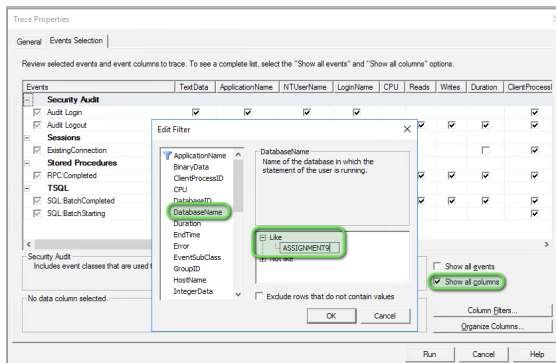 Trace Properties
General Events Selection
Review selected events and event columns to trace. To see a complete list, select the "Show all events" and "Show all columns" options.
Events TextData ApplicationName NTUserName LoginName CPU Reads Writes Duration ClientProcessI
Security Audit
Audit Login
Audit Logout
Sessions
ExistingConnection
Stored Procedures
RPC:Completed
TSQL
SQL:BatchCompleted
SQL:BatchStarting
Edit Filter
ApplicationName
BinaryData
ClientProcessID
CPU
DatabaseID
DatabaseName
Duration
EndTime
Error
EventSubClass
GroupID
HostName
IntegerData
DatabaseName
Name of the database in which the
statement of the user is running.
Like
ASSIGNMENT9
Not like
Exclude rows that do not contain values
OK Cancel
Security Audit
Includes event classes that are used t
No data column selected.
Show all events
Show all columns
Column Filters...
Organize Columns...
Run Cancel Help